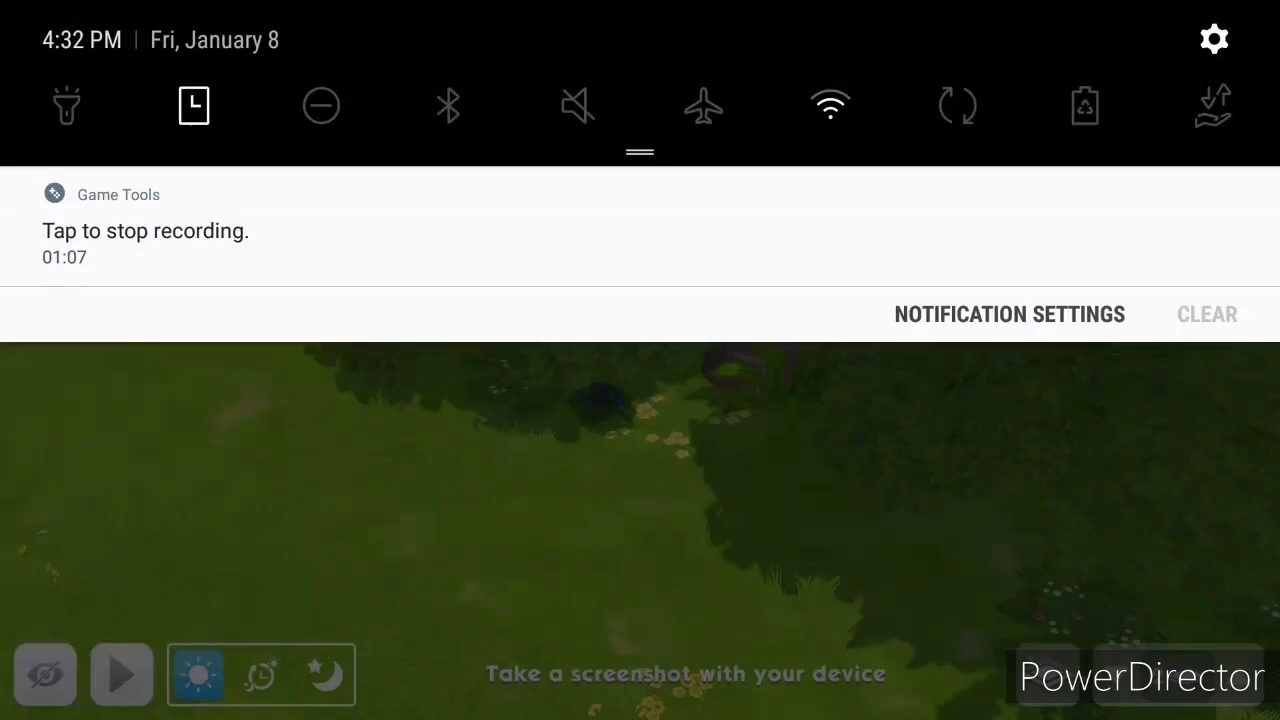 4:32 PM | Fri, January 8
Game Tools
Tap to stop recording.
01:07
NOTIFICATION SETTINGS CLEAR
Take a screenshot with your device
PowerDirector